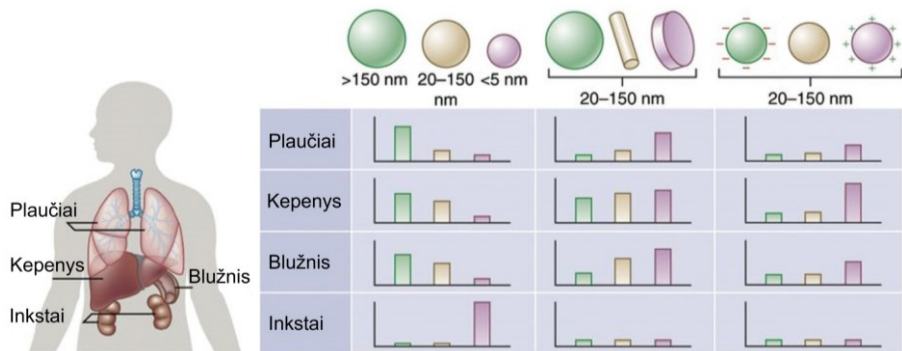 >150 nm 20–150 <5 nm
nm
20–150 nm
20–150 nm
Plaučiai
Kepenys
Blužnis
Inkstai
Plaučiai
Kepenys
Blužnis
Inkstai